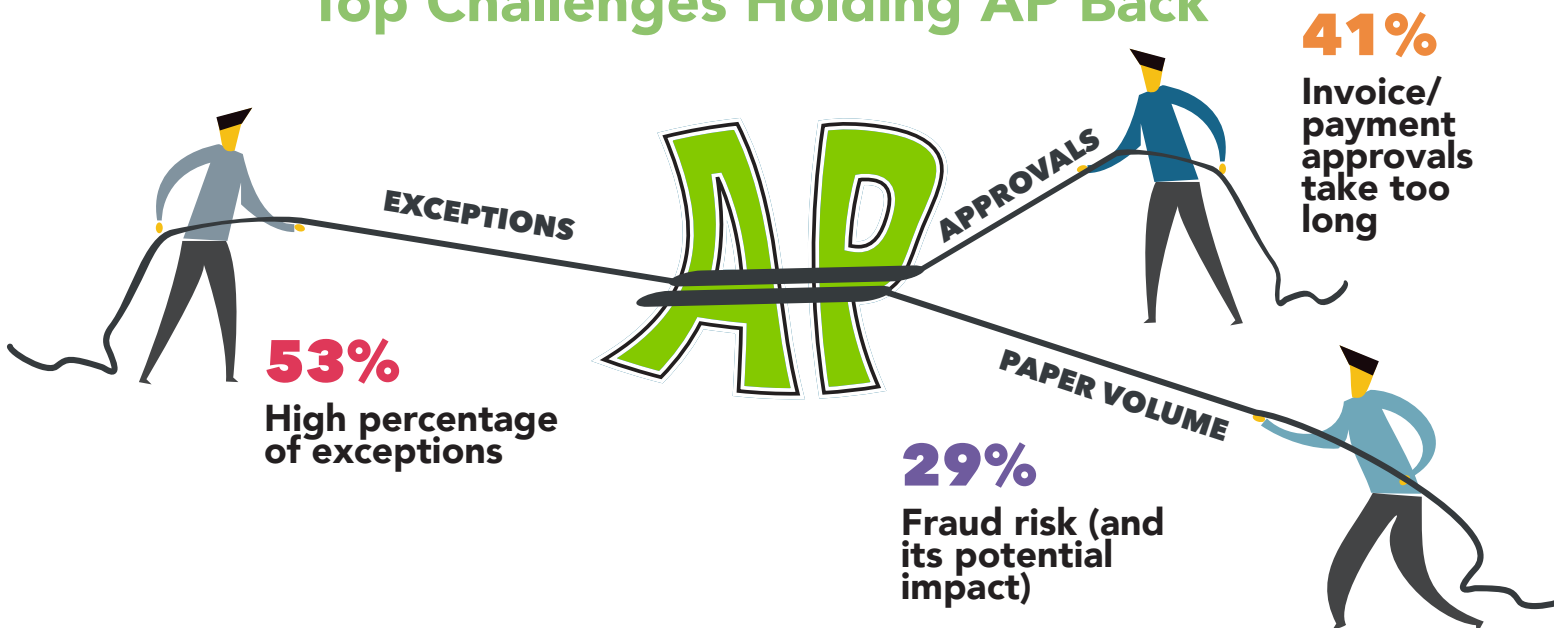 Top Challenges Holding AP Back
41%
Invoice/
payment
approvals
take too
long
EXCEPTIONS
AP
APPROVALS
53%
High percentage
of exceptions
PAPER VOLUME
29%
Fraud risk (and
its potential
impact)